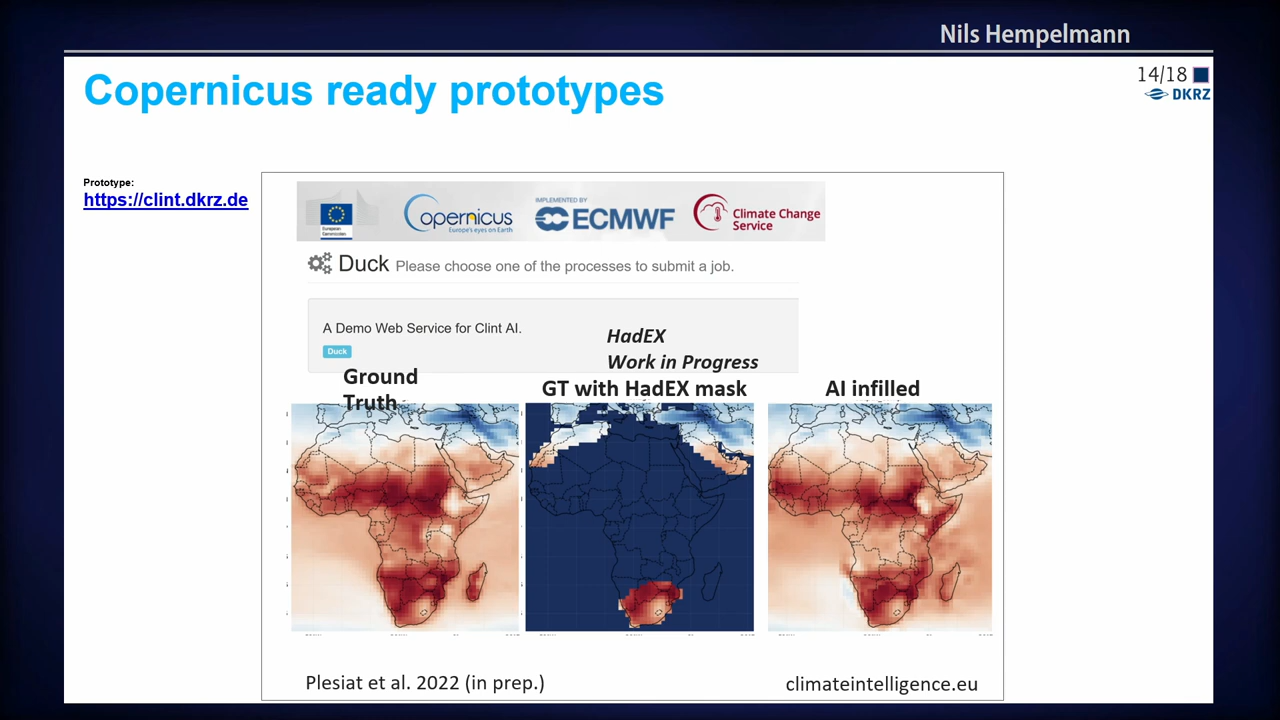 Nils Hempelmann
Copernicus ready prototypes
14/18
DKRZ
Prototype:
https://clint.dkrz.de
European
Commission
opernicus
Europe's eyes on Earth
IMPLEMENTED BY
ECMWF
Climate Change
Service
Duck Please choose one of the processes to submit a job.
A Demo Web Service for Clint AI.
Duck
HadEX
Work in Progress
Ground
Truth
GT with HadEX mask
AI infilled
Plesiat et al. 2022 (in prep.)
climateintelligence.eu